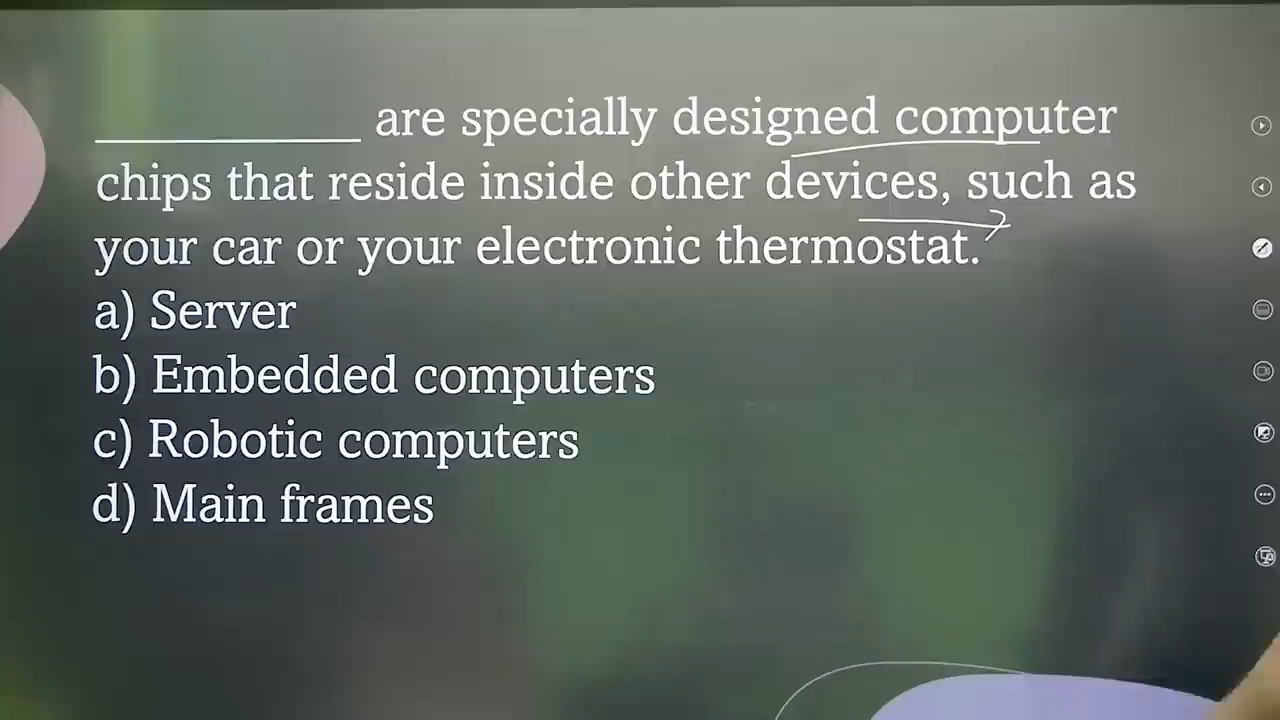 ____________ are specially designed computer
chips that reside inside other devices, such as
your car or your electronic thermostat.
a) Server
b) Embedded computers
c) Robotic computers
d) Main frames